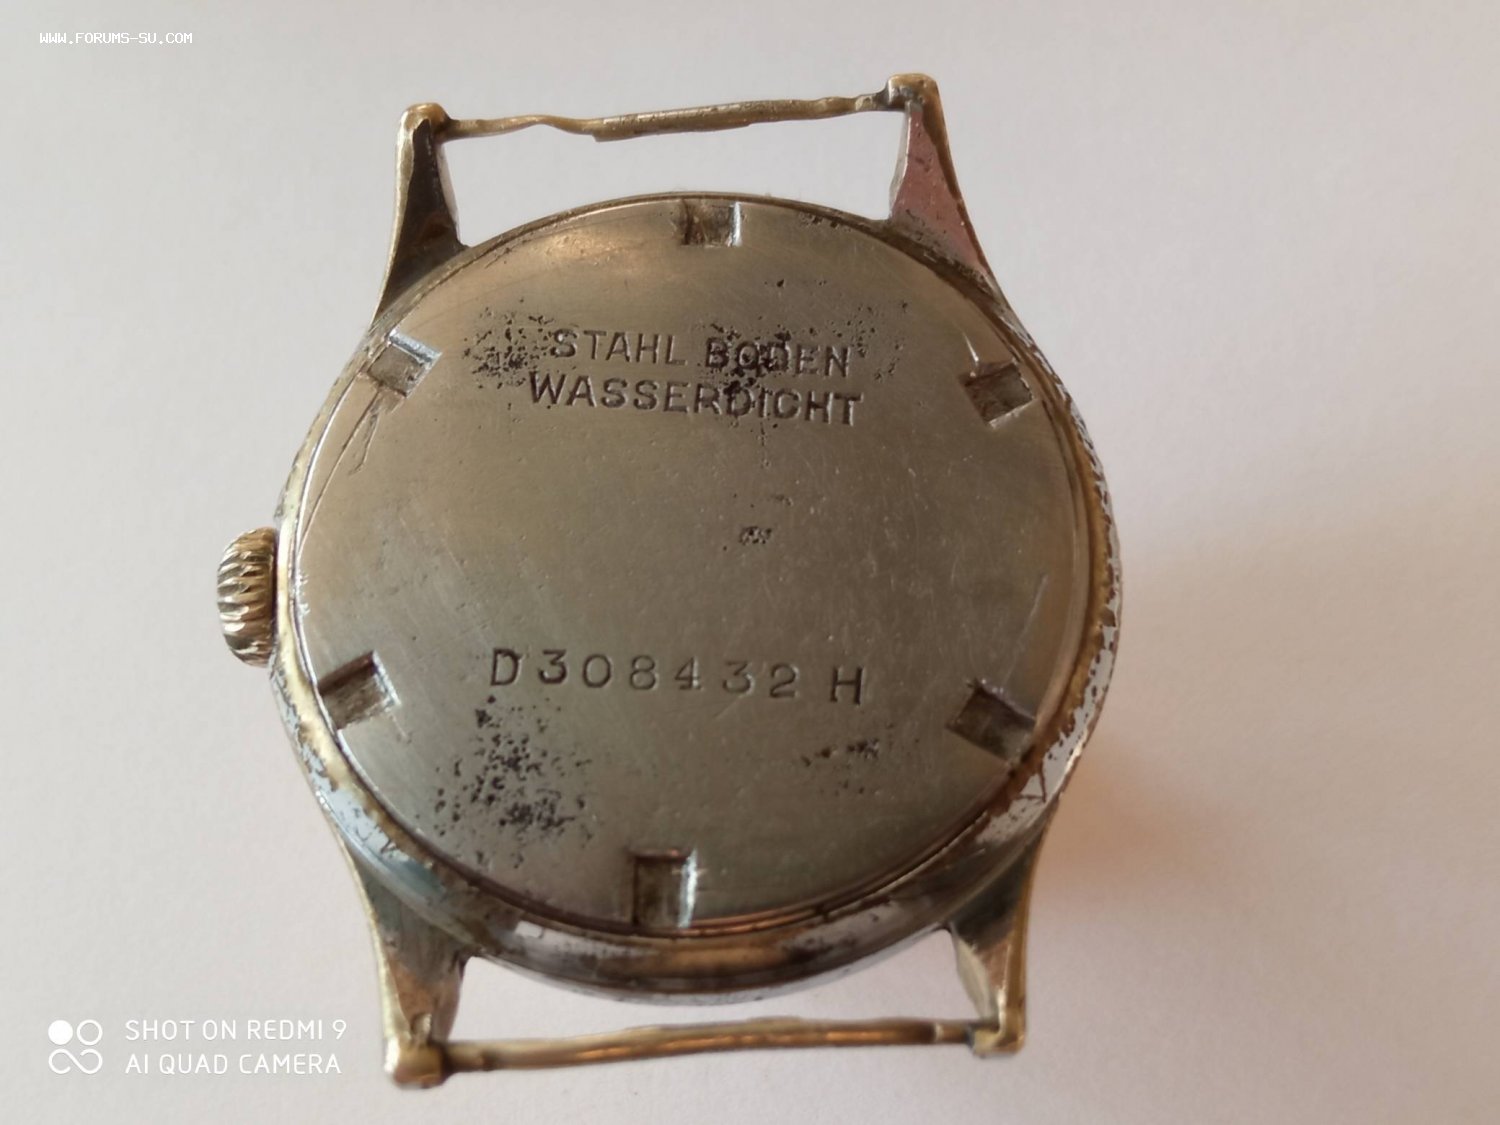 WWW.FORUMS-SU.COM
STAHL BODEN
WASSERDICHT
D308432 H
SHOT ON REDMI 9
AI QUAD CAMERA